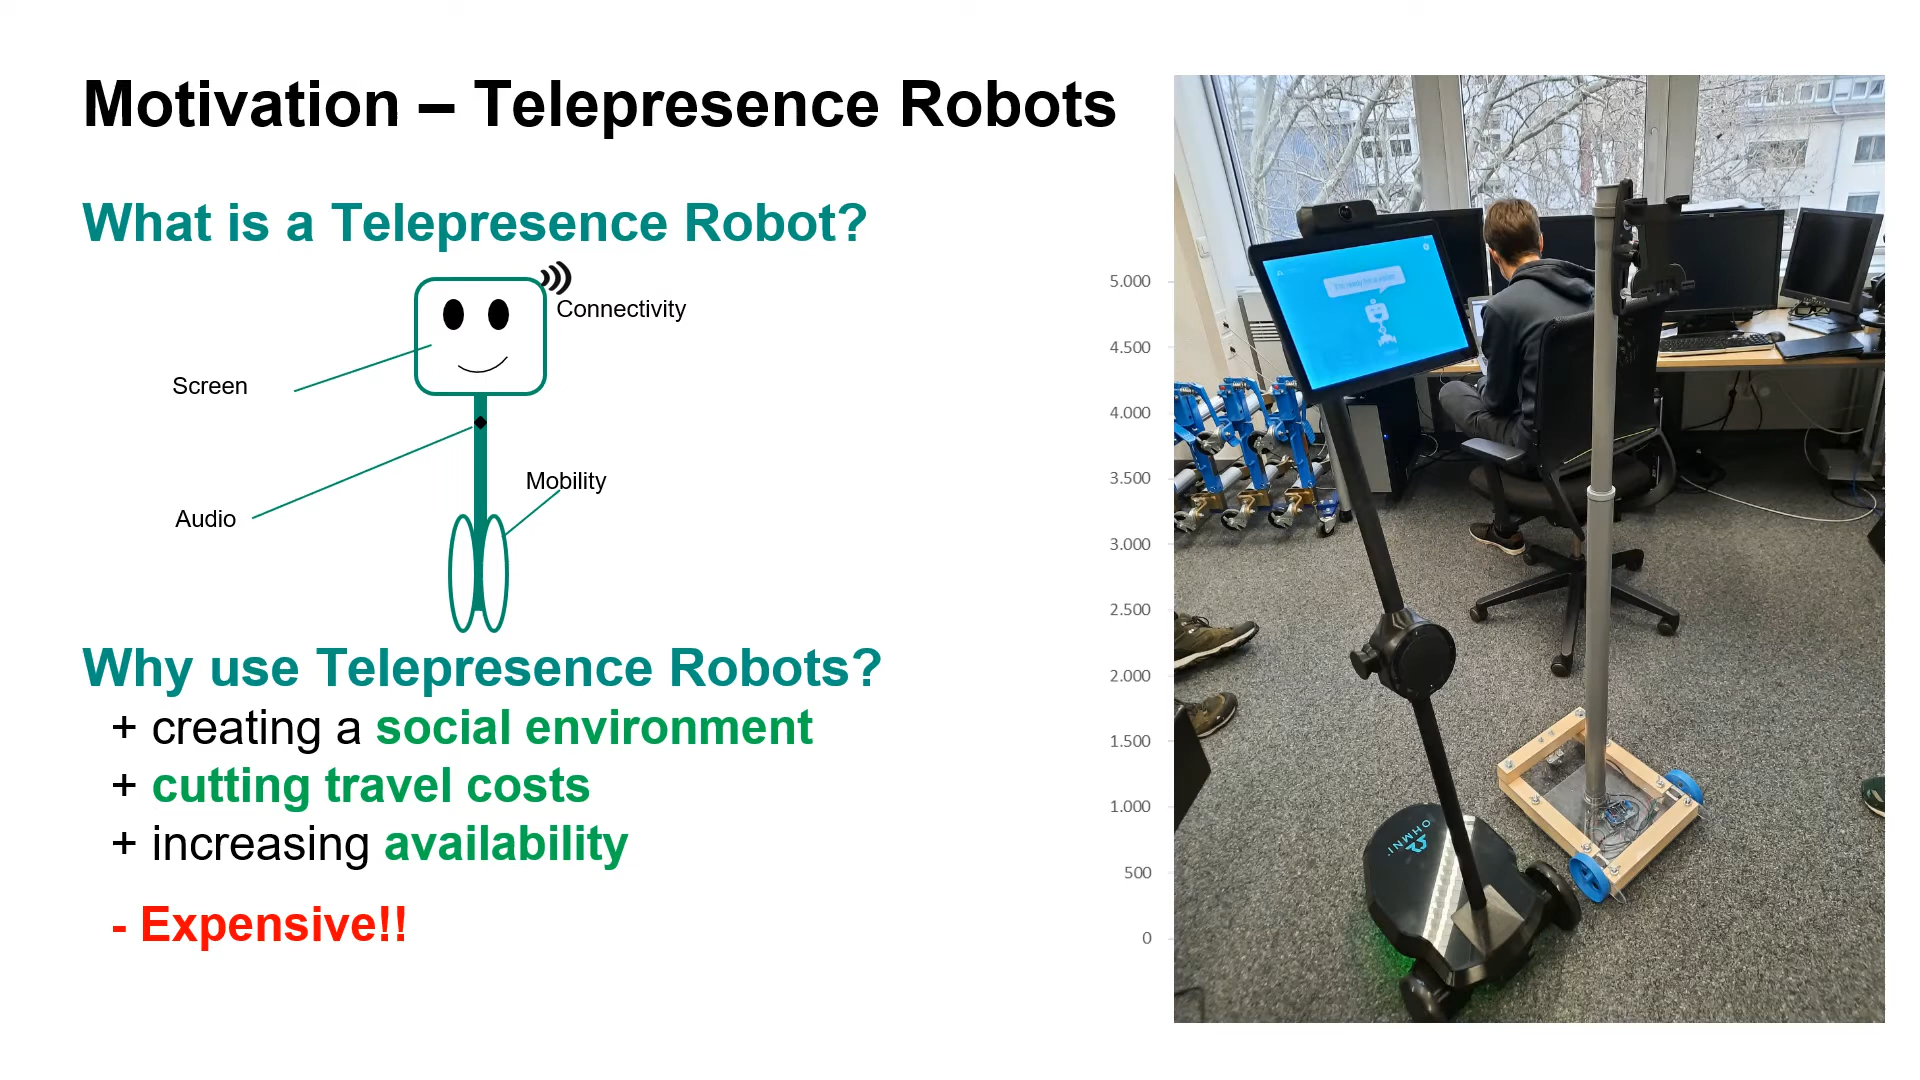 Motivation – Telepresence Robots
What is a Telepresence Robot?
Connectivity
Screen
Audio
Mobility
Why use Telepresence Robots?
+ creating a social environment
+ cutting travel costs
+ increasing availability
- Expensive!!
5.000
4.500
4.000
3.500
3.000
2.500
2.000
1.500
1.000
500
0
OHMNI